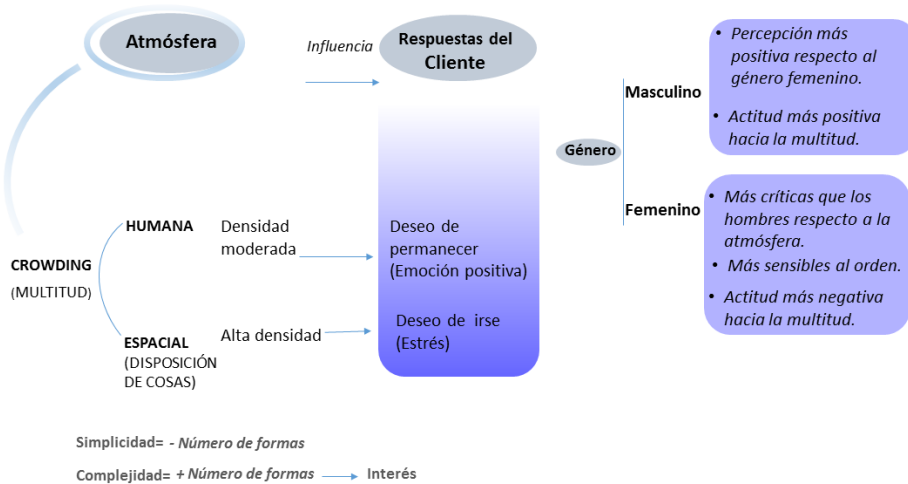 Atmósfera
Influencia
Respuestas del
Cliente
CROWDING
(MULTITUD)
HUMANA
Densidad
moderada
Deseo de
permanecer
(Emoción positiva)
ESPACIAL
(DISPOSICIÓN
DE COSAS)
Alta densidad
Deseo de irse
(Estrés)
Género
Masculino
• Percepción más
positiva respecto al
género femenino.
• Actitud más positiva
hacia la multitud.
Femenino
• Más críticas que los
hombres respecto a la
atmósfera.
• Más sensibles al orden.
• Actitud más negativa
hacia la multitud.
Simplicidad= - Número de formas
Complejidad= + Número de formas Interés